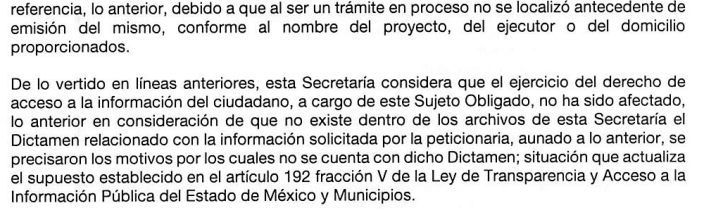 referencia, lo anterior, debido a que al ser un trámite en proceso no se localizó antecedente de
emisión del mismo, conforme al nombre del proyecto, del ejecutor o del domicilio
proporcionados.
De lo vertido en líneas anteriores, esta Secretaría considera que el ejercicio del derecho de
acceso a la información del ciudadano, a cargo de este Sujeto Obligado, no ha sido afectado,
lo anterior en consideración de que no existe dentro de los archivos de esta Secretaría el
Dictamen relacionado con la información solicitada por la peticionaria, aunado a lo anterior, se
precisaron los motivos por los cuales no se cuenta con dicho Dictamen; situación que actualiza
el supuesto establecido en el artículo 192 fracción V de la Ley de Transparencia y Acceso a la
Información Pública del Estado de México y Municipios.